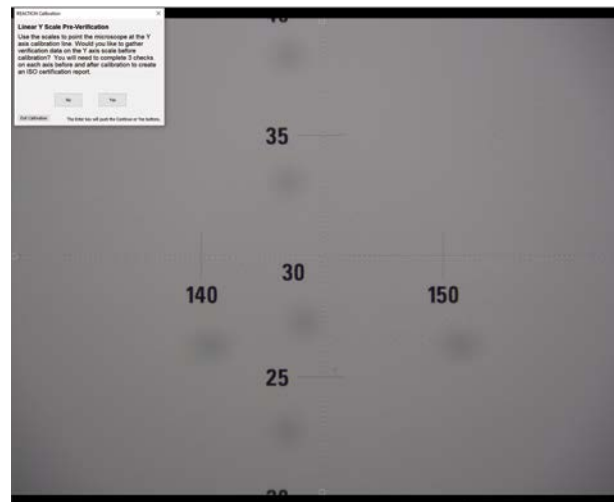 REACTION Calibration
Linear Y Scale Pre-Verification
Use the scales to point the microscope at the Y
axis calibration line. Would you like to gather
verification data on the Y axis scale before
calibration? You will need to complete 3 checks
on each axis before and after calibration to create
an ISO certification report.
No Yes
Exit Calibration The Enter key will push the Continue or Yes buttons.
35
30
140 150
25